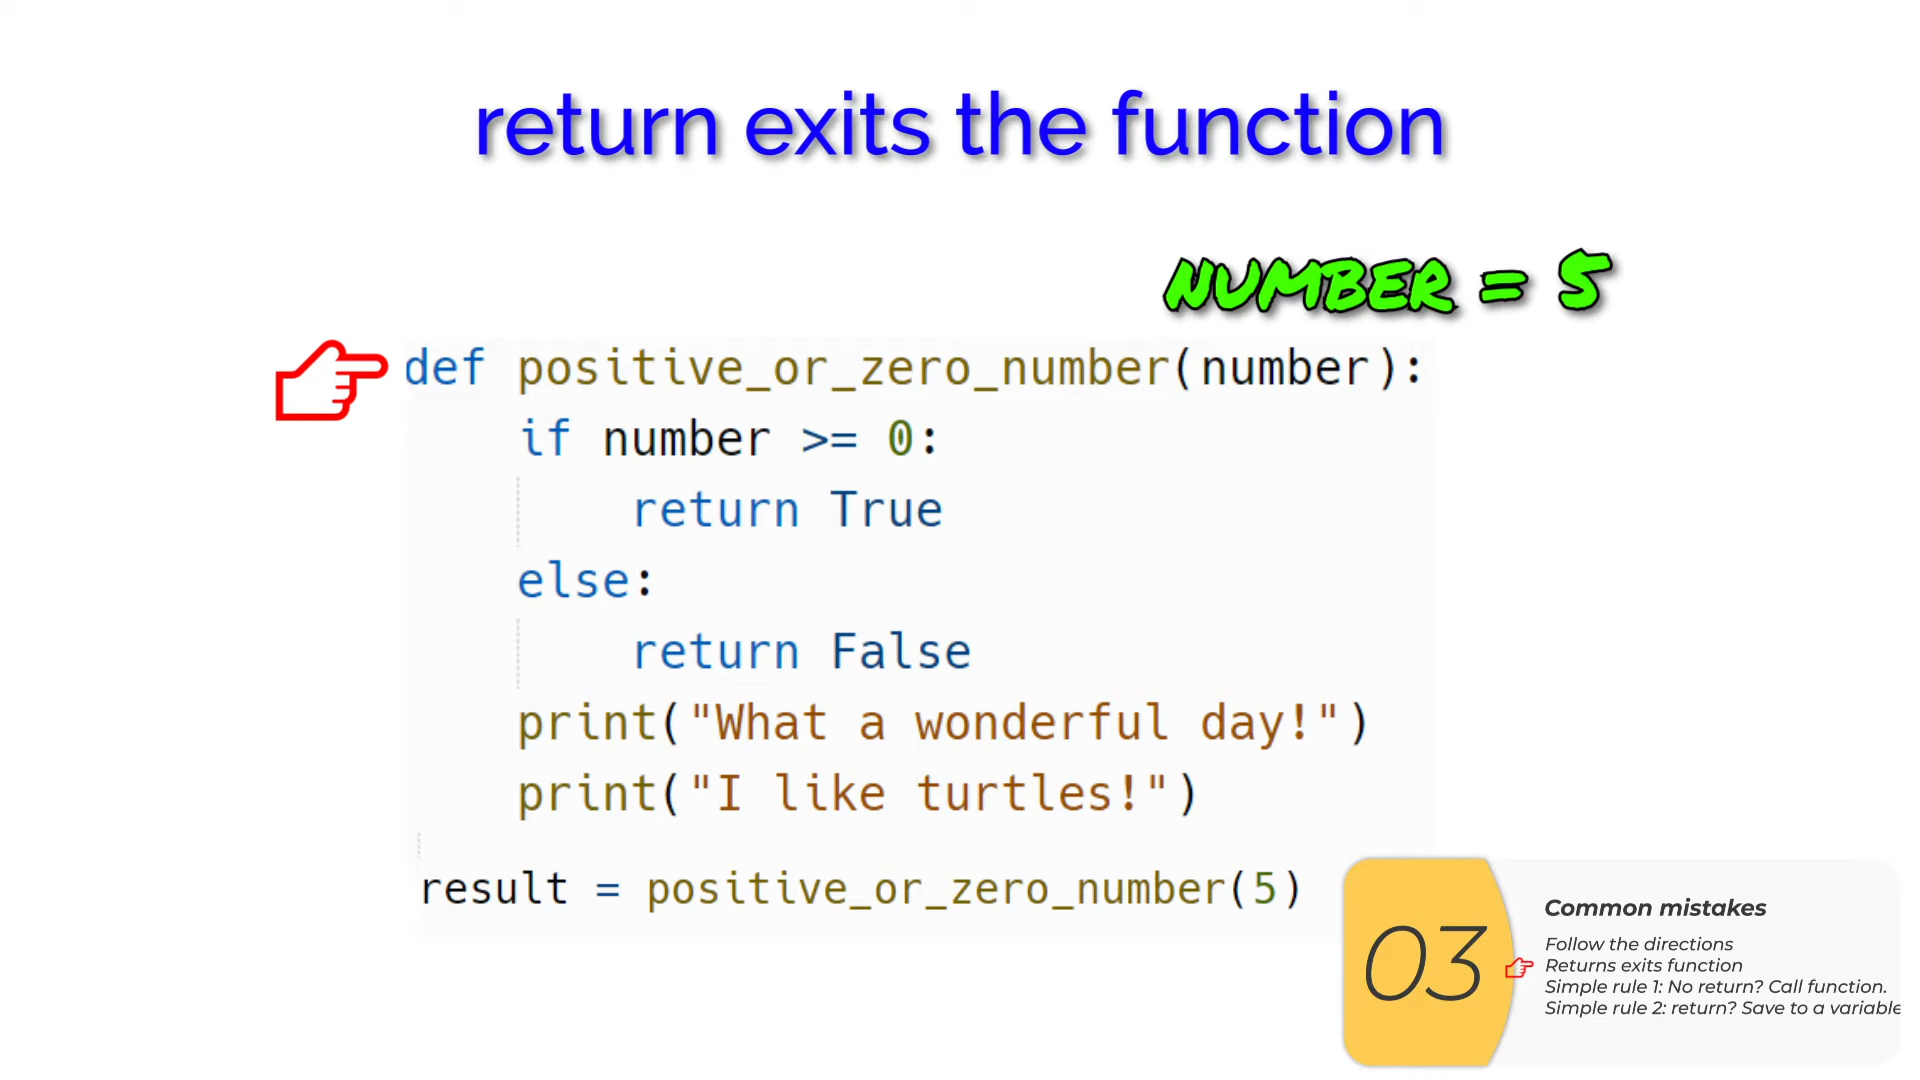 return exits the function
NUMBER = 5
def positive_or_zero_number(number):
    if number >= 0:
        return True
    else:
        return False
    print("What a wonderful day!")
    print("I like turtles!")
result = positive_or_zero_number(5)
03
Common mistakes
Follow the directions
Returns exits function
Simple rule 1: No return? Call function.
Simple rule 2: return? Save to a variable